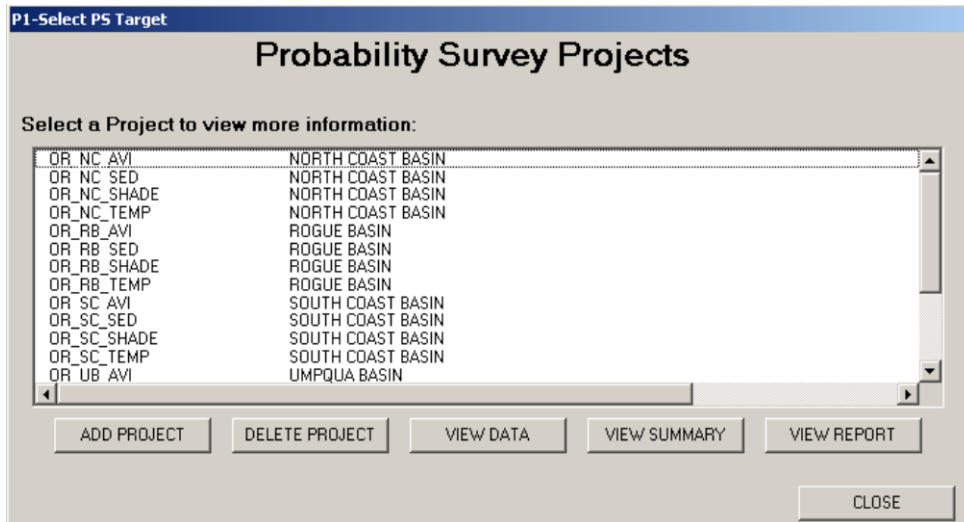 P1-Select PS Target
Probability Survey Projects
Select a Project to view more information:
OR_NC_AVI NORTH COAST BASIN
OR_NC_SED NORTH COAST BASIN
OR_NC_SHADE NORTH COAST BASIN
OR_NC_TEMP NORTH COAST BASIN
OR_RB_AVI ROGUE BASIN
OR_RB_SED ROGUE BASIN
OR_RB_SHADE ROGUE BASIN
OR_RB_TEMP ROGUE BASIN
OR_SC_AVI SOUTH COAST BASIN
OR_SC_SED SOUTH COAST BASIN
OR_SC_SHADE SOUTH COAST BASIN
OR_SC_TEMP SOUTH COAST BASIN
OR_UB_AVI UMPQUA BASIN
ADD PROJECT DELETE PROJECT VIEW DATA VIEW SUMMARY VIEW REPORT
CLOSE